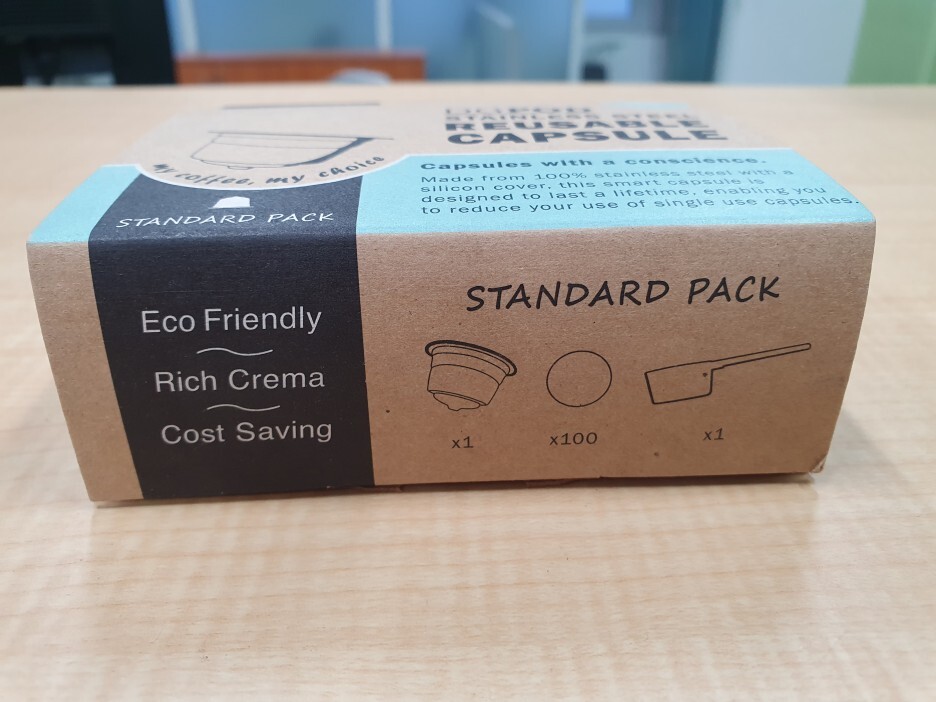 STAINLESS STEEL
REUSABLE
CAPSULE
my coffee, my choice
STANDARD PACK
Capsules with a conscience.
Made from 100% stainless steel with a
silicon cover, this smart capsule is
designed to last a lifetime, enabling you
to reduce your use of single use capsules.
Eco Friendly
Rich Crema
Cost Saving
STANDARD PACK
x1
x100
x1